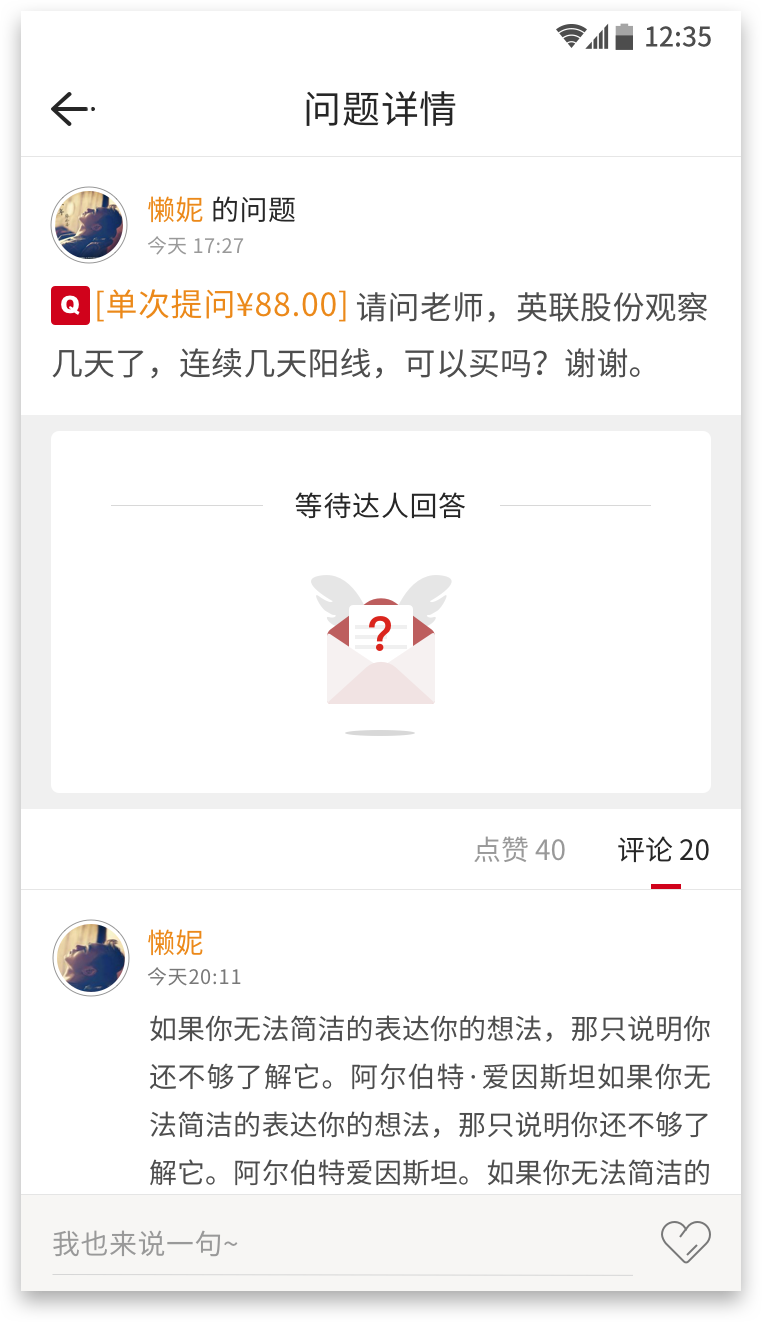 12:35
问题详情
懒妮 的问题
今天 17:27
Q [单次提问¥88.00] 请问老师，英联股份观察
几天了，连续几天阳线，可以买吗？谢谢。
等待达人回答
?
点赞 40 评论 20
懒妮
今天20:11
如果你无法简洁的表达你的想法，那只说明你
还不够了解它。阿尔伯特·爱因斯坦如果你无
法简洁的表达你的想法，那只说明你还不够了
解它。阿尔伯特爱因斯坦。如果你无法简洁的
我也来说一句~